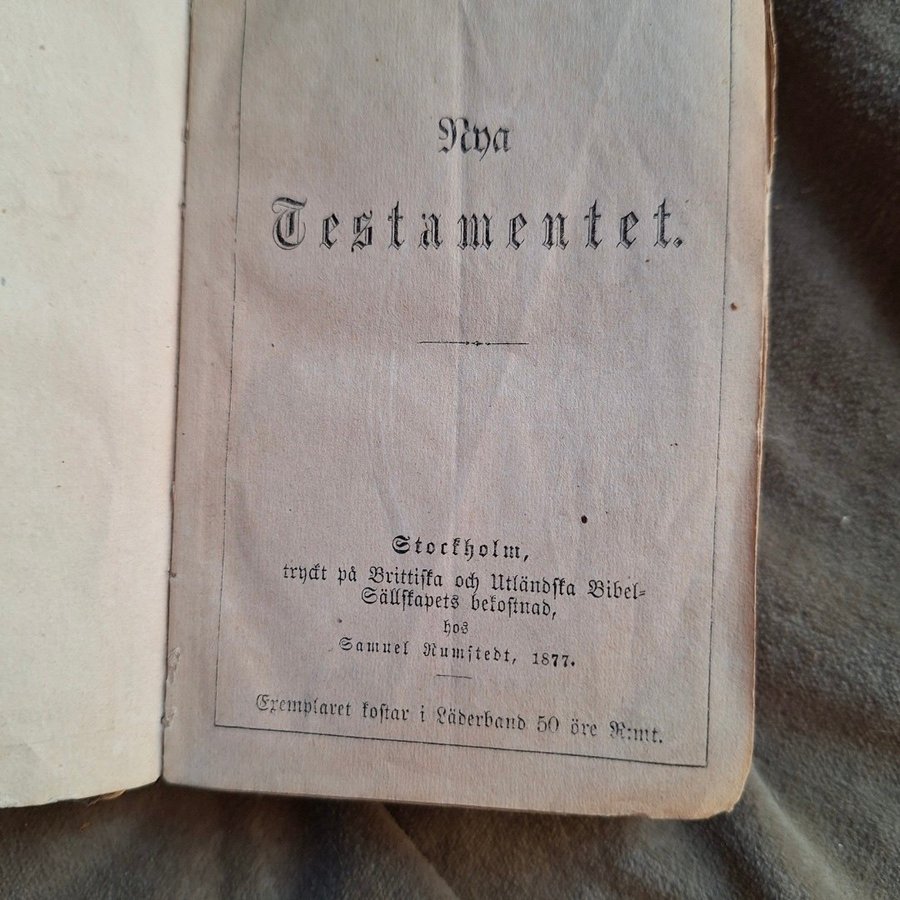 Nya
Testamentet.
Stockholm,
tryckt på Brittiska och Utländska Bibel-
Sällskapets bekostnad,
hos
Samuel Rumstedt, 1877.
Exemplaret kostar i Läderband 50 öre R:mt.